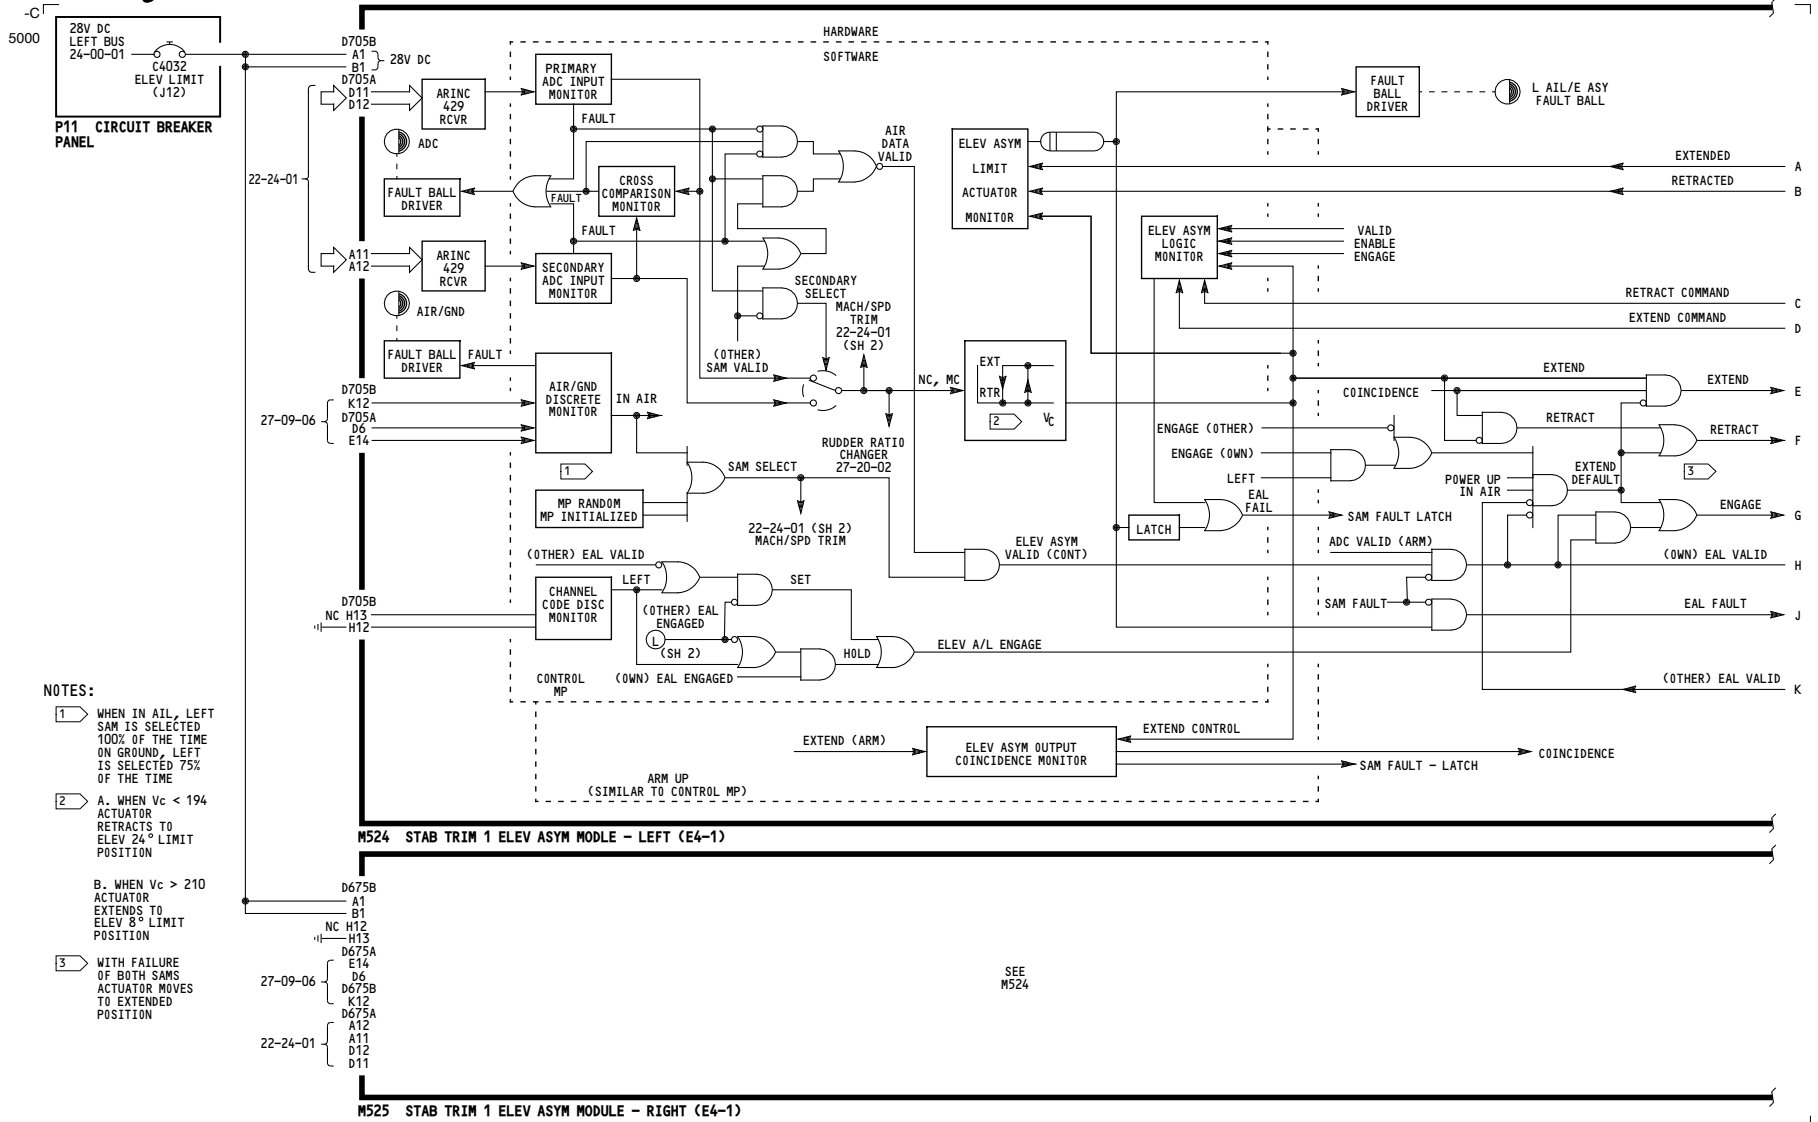 -C
5000
28V DC
LEFT BUS
24-00-01
C4032
ELEV LIMIT
(J12)
P11 CIRCUIT BREAKER
PANEL
D705B
A1
B1
28V DC
D705A
D11
D12
22-24-01
A11
A12
ARINC
429
RCVR
ADC
FAULT BALL
DRIVER
ARINC
429
RCVR
AIR/GND
FAULT BALL
DRIVER
FAULT
D705B
K12
D705A
D6
E14
27-09-06
D705B
NC H13
H12
HARDWARE
SOFTWARE
PRIMARY
ADC INPUT
MONITOR
FAULT
CROSS
COMPARISON
MONITOR
FAULT
FAULT
SECONDARY
ADC INPUT
MONITOR
AIR
DATA
VALID
SECONDARY
SELECT
MACH/SPD
TRIM
22-24-01
(SH 2)
(OTHER)
SAM VALID
AIR/GND
DISCRETE
MONITOR
IN AIR
1
MP RANDOM
MP INITIALIZED
SAM SELECT
22-24-01 (SH 2)
MACH/SPD TRIM
RUDDER RATIO
CHANGER
27-20-02
NC, MC
EXT
RTR
2
VC
(OTHER) EAL VALID
CHANNEL
CODE DISC
MONITOR
LEFT
SET
(OTHER) EAL
ENGAGED
L
(SH 2)
HOLD
(OWN) EAL ENGAGED
CONTROL
MP
ELEV A/L ENGAGE
ELEV ASYM
VALID (CONT)
ELEV ASYM
LIMIT
ACTUATOR
MONITOR
FAULT
BALL
DRIVER
L AIL/E ASY
FAULT BALL
EXTENDED
A
RETRACTED
B
ELEV ASYM
LOGIC
MONITOR
VALID
ENABLE
ENGAGE
RETRACT COMMAND
C
EXTEND COMMAND
D
EXTEND
COINCIDENCE
EXTEND
E
RETRACT
RETRACT
F
ENGAGE (OTHER)
ENGAGE (OWN)
LEFT
EAL
FAIL
LATCH
SAM FAULT LATCH
POWER UP
IN AIR
EXTEND
DEFAULT
3
ENGAGE
G
ADC VALID (ARM)
(OWN) EAL VALID
H
SAM FAULT
EAL FAULT
J
(OTHER) EAL VALID
K
EXTEND (ARM)
ELEV ASYM OUTPUT
COINCIDENCE MONITOR
EXTEND CONTROL
COINCIDENCE
SAM FAULT - LATCH
ARM UP
(SIMILAR TO CONTROL MP)
M524 STAB TRIM 1 ELEV ASYM MODLE - LEFT (E4-1)
NOTES:
1 WHEN IN AIL, LEFT
SAM IS SELECTED
100% OF THE TIME
ON GROUND, LEFT
IS SELECTED 75%
OF THE TIME
2 A. WHEN Vc < 194
ACTUATOR
RETRACTS TO
ELEV 24° LIMIT
POSITION
B. WHEN Vc > 210
ACTUATOR
EXTENDS TO
ELEV 8° LIMIT
POSITION
3 WITH FAILURE
OF BOTH SAMS
ACTUATOR MOVES
TO EXTENDED
POSITION
D675B
A1
B1
NC H12
H13
D675A
E14
D6
D675B
K12
27-09-06
D675A
A12
A11
D12
D11
22-24-01
SEE
M524
M525 STAB TRIM 1 ELEV ASYM MODULE - RIGHT (E4-1)